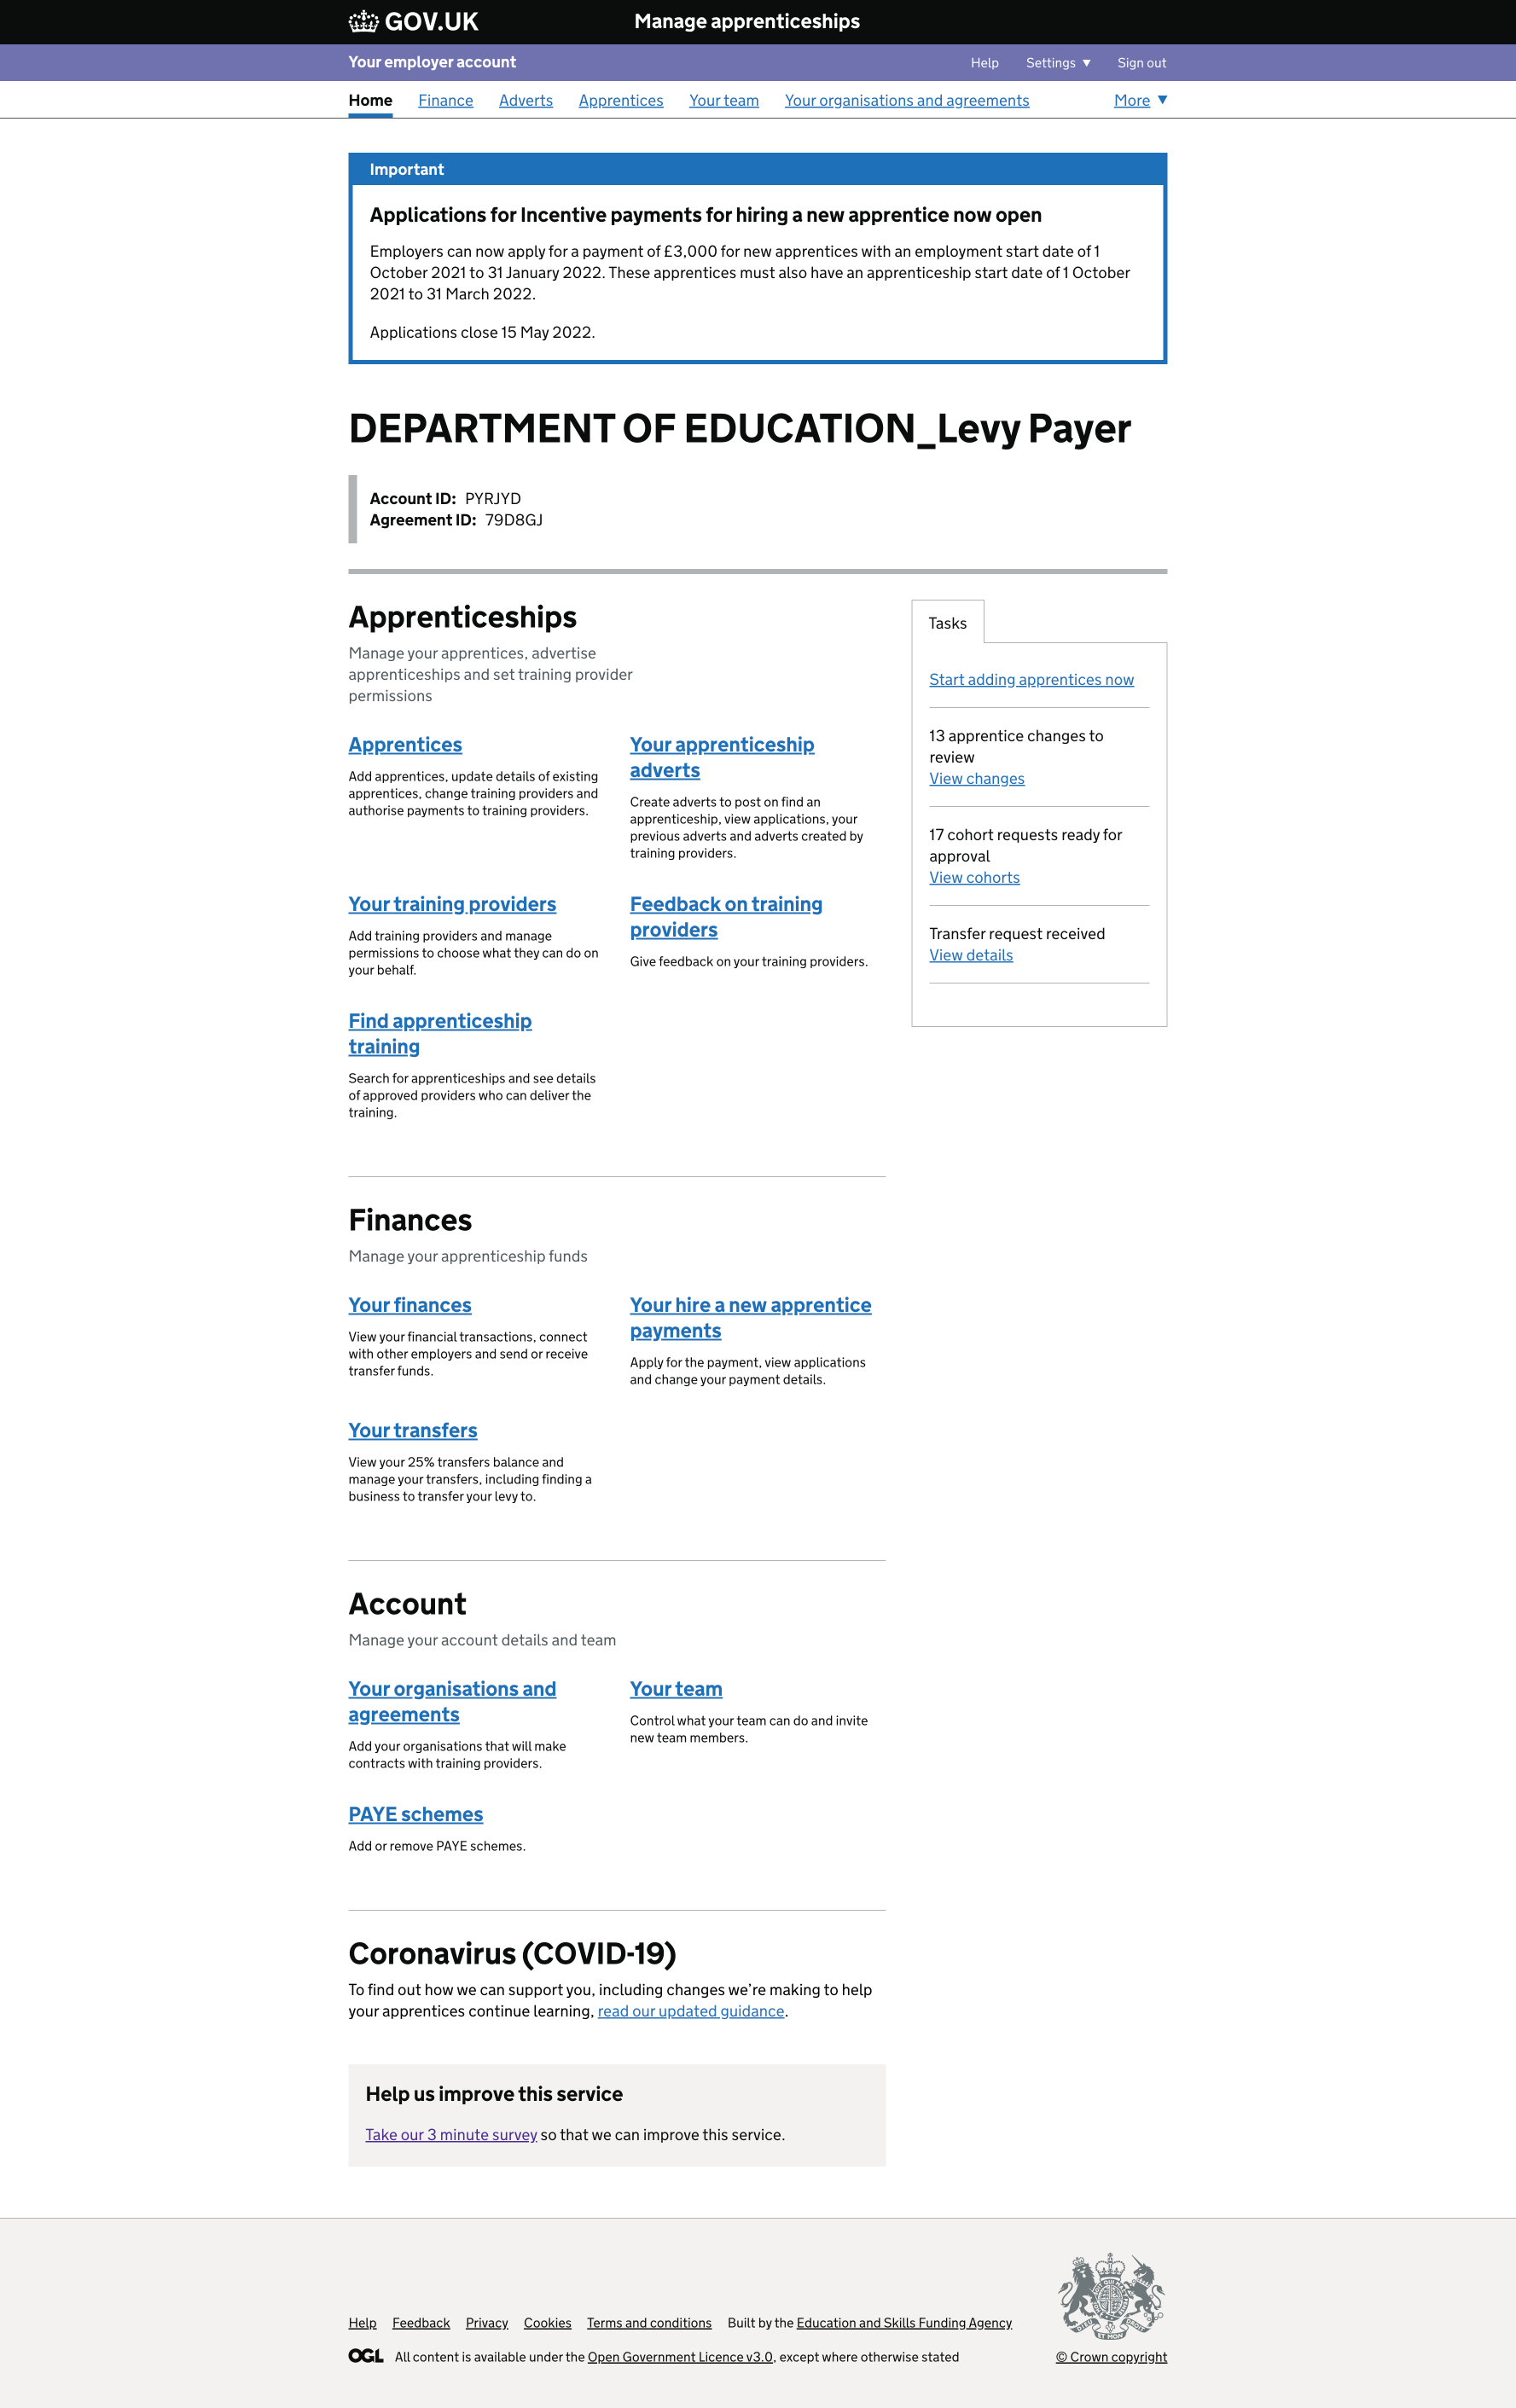 GOV.UK
Manage apprenticeships
Your employer account
Help
Settings ▼
Sign out
Home
Finance
Adverts
Apprentices
Your team
Your organisations and agreements
More ▼
Important
Applications for Incentive payments for hiring a new apprentice now open
Employers can now apply for a payment of £3,000 for new apprentices with an employment start date of 1
October 2021 to 31 January 2022. These apprentices must also have an apprenticeship start date of 1 October
2021 to 31 March 2022.
Applications close 15 May 2022.
DEPARTMENT OF EDUCATION_Levy Payer
Account ID: PYRJYD
Agreement ID: 79D8GJ
Apprenticeships
Manage your apprentices, advertise
apprenticeships and set training provider
permissions
Apprentices
Add apprentices, update details of existing
apprentices, change training providers and
authorise payments to training providers.
Your apprenticeship
adverts
Create adverts to post on find an
apprenticeship, view applications, your
previous adverts and adverts created by
training providers.
Your training providers
Add training providers and manage
permissions to choose what they can do on
your behalf.
Feedback on training
providers
Give feedback on your training providers.
Find apprenticeship
training
Search for apprenticeships and see details
of approved providers who can deliver the
training.
Tasks
Start adding apprentices now
13 apprentice changes to
review
View changes
17 cohort requests ready for
approval
View cohorts
Transfer request received
View details
Finances
Manage your apprenticeship funds
Your finances
View your financial transactions, connect
with other employers and send or receive
transfer funds.
Your hire a new apprentice
payments
Apply for the payment, view applications
and change your payment details.
Your transfers
View your 25% transfers balance and
manage your transfers, including finding a
business to transfer your levy to.
Account
Manage your account details and team
Your organisations and
agreements
Add your organisations that will make
contracts with training providers.
Your team
Control what your team can do and invite
new team members.
PAYE schemes
Add or remove PAYE schemes.
Coronavirus (COVID-19)
To find out how we can support you, including changes we’re making to help
your apprentices continue learning, read our updated guidance.
Help us improve this service
Take our 3 minute survey so that we can improve this service.
Help
Feedback
Privacy
Cookies
Terms and conditions
Built by the Education and Skills Funding Agency
OGL
All content is available under the Open Government Licence v3.0, except where otherwise stated
© Crown copyright